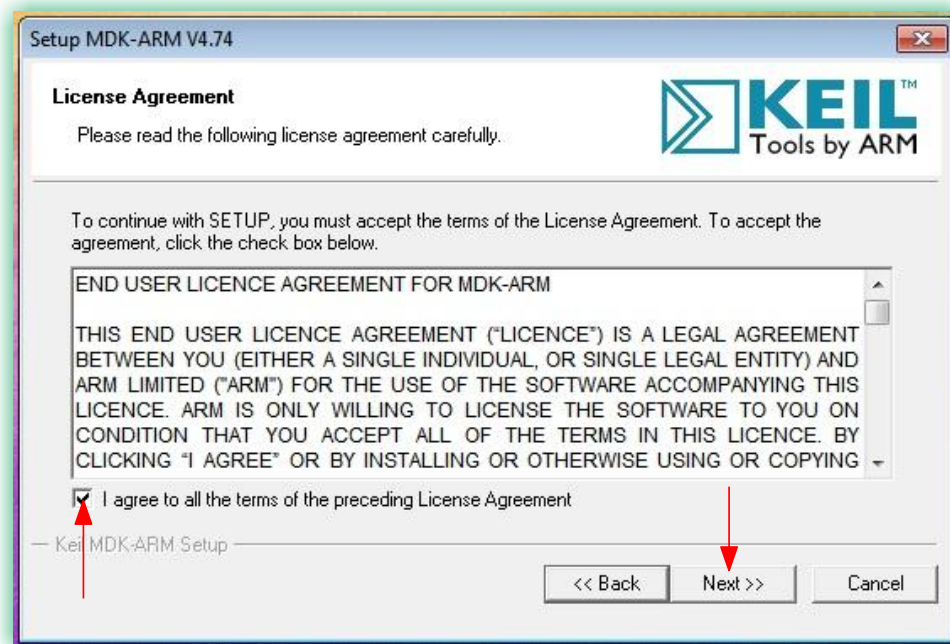 Setup MDK-ARM V4.74
License Agreement
Please read the following license agreement carefully.
KEIL™
Tools by ARM
To continue with SETUP, you must accept the terms of the License Agreement. To accept the
agreement, click the check box below.
END USER LICENCE AGREEMENT FOR MDK-ARM
THIS END USER LICENCE AGREEMENT (“LICENCE”) IS A LEGAL AGREEMENT
BETWEEN YOU (EITHER A SINGLE INDIVIDUAL, OR SINGLE LEGAL ENTITY) AND
ARM LIMITED ("ARM") FOR THE USE OF THE SOFTWARE ACCOMPANYING THIS
LICENCE. ARM IS ONLY WILLING TO LICENSE THE SOFTWARE TO YOU ON
CONDITION THAT YOU ACCEPT ALL OF THE TERMS IN THIS LICENCE. BY
CLICKING “I AGREE” OR BY INSTALLING OR OTHERWISE USING OR COPYING
I agree to all the terms of the preceding License Agreement
Keil MDK-ARM Setup
<< Back Next >> Cancel